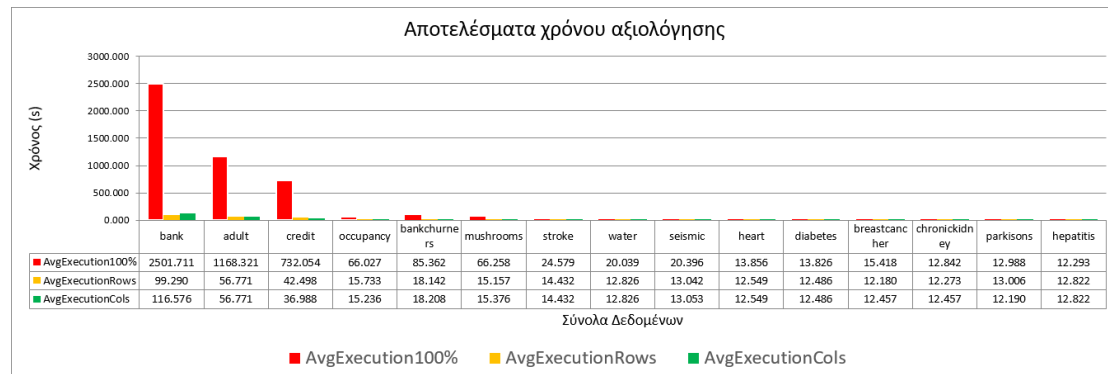 Αποτελέσματα χρόνου αξιολόγησης
Χρόνος (s)
3000.000
2500.000
2000.000
1500.000
1000.000
500.000
0.000
bank adult credit occupancy bankchurners mushrooms stroke water seismic heart diabetes breastcancher chronickidney parkisons hepatitis
AvgExecution100% 2501.711 1168.321 732.054 66.027 85.362 66.258 24.579 20.039 20.396 13.856 13.826 15.418 12.842 12.988 12.293
AvgExecutionRows 99.290 56.771 42.498 15.733 18.142 15.157 14.432 12.826 13.042 12.549 12.486 12.180 12.273 13.006 12.822
AvgExecutionCols 116.576 56.771 36.988 15.236 18.208 15.376 14.432 12.826 13.053 12.549 12.486 12.457 12.457 12.190 12.822
Σύνολα Δεδομένων
AvgExecution100% AvgExecutionRows AvgExecutionCols